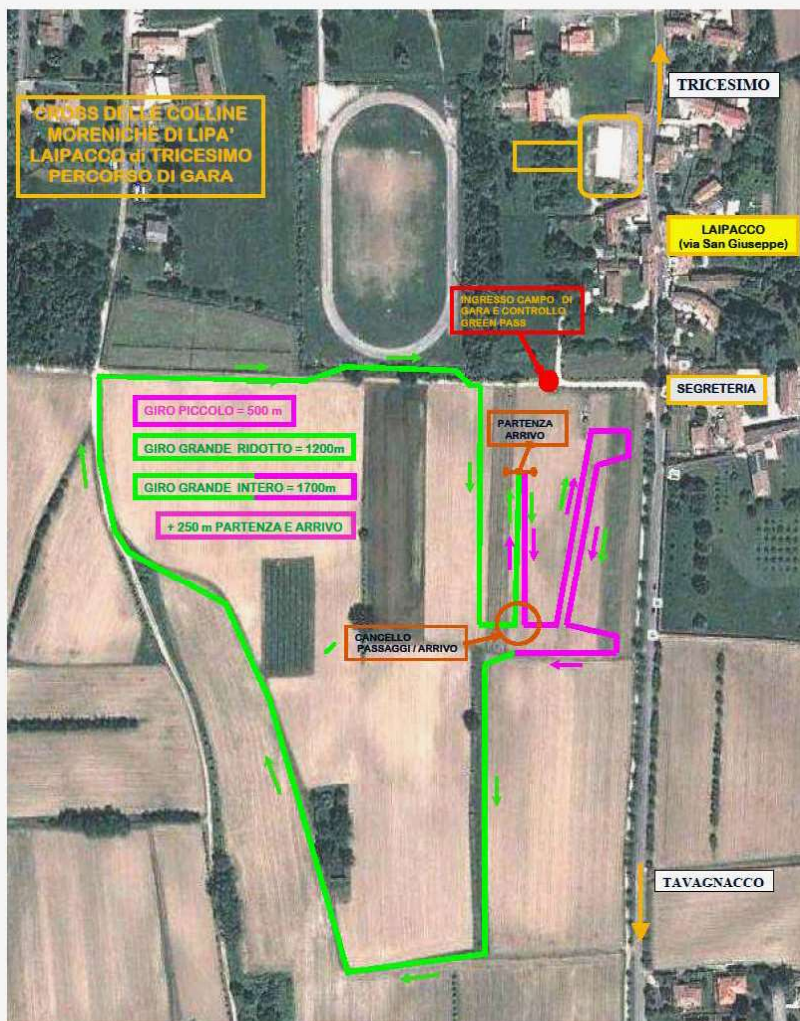 CROSS DELLE COLLINE
MORENICHE DI LIPA'
LAIPACCO di TRICESIMO
PERCORSO DI GARA
TRICESIMO
LAIPACCO
(via San Giuseppe)
INGRESSO CAMPO DI
GARA E CONTROLLO
GREEN PASS
SEGRETERIA
GIRO PICCOLO = 500 m
PARTENZA
ARRIVO
GIRO GRANDE RIDOTTO = 1200m
GIRO GRANDE INTERO = 1700m
+ 250 m PARTENZA E ARRIVO
CANCELLO
PASSAGGI / ARRIVO
TAVAGNACCO